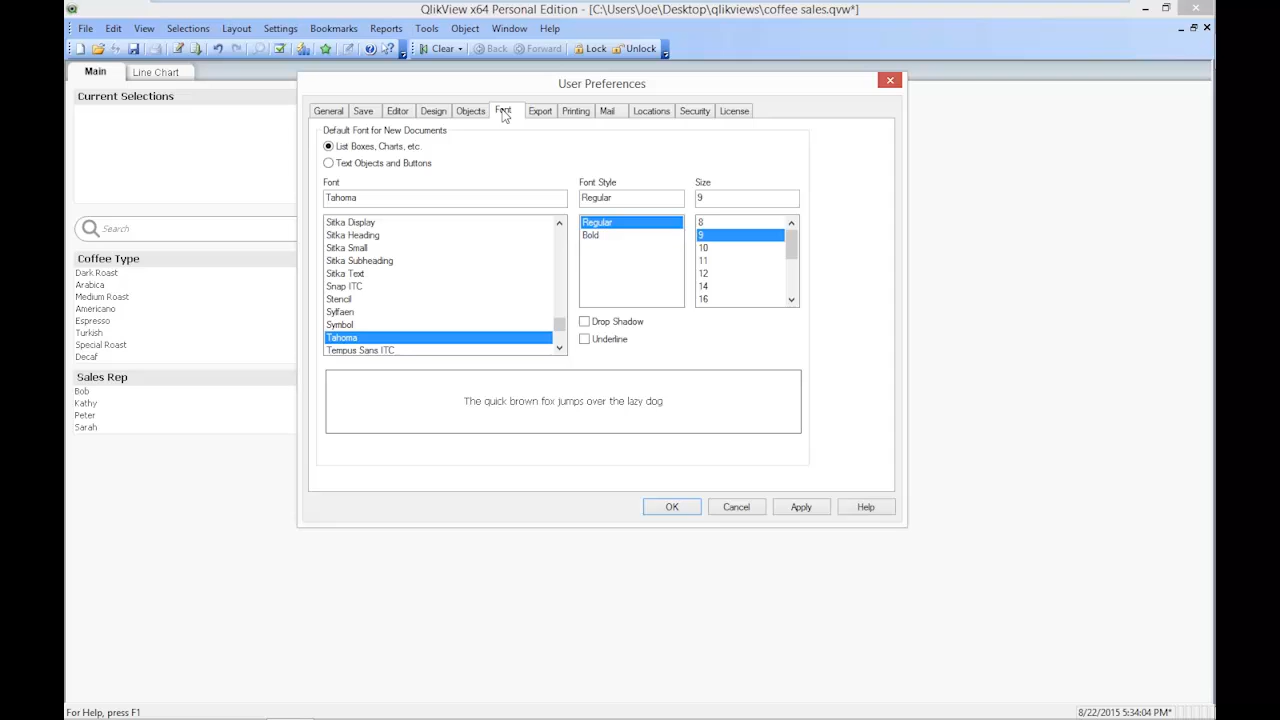 QlikView x64 Personal Edition - [C:\Users\Joe\Desktop\qlikviews\coffee sales.qvw*]
File Edit View Selections Layout Settings Bookmarks Reports Tools Object Window Help
Clear Back Forward Lock Unlock
Main Line Chart
Current Selections
Search
Coffee Type
Dark Roast
Arabica
Medium Roast
Americano
Espresso
Turkish
Special Roast
Decaf
Sales Rep
Bob
Kathy
Peter
Sarah
User Preferences
General Save Editor Design Objects Font Export Printing Mail Locations Security License
Default Font for New Documents
List Boxes, Charts, etc.
Text Objects and Buttons
Font Font Style Size
Tahoma Regular 9
Sitka Display
Sitka Heading
Sitka Small
Sitka Subheading
Sitka Text
Snap ITC
Stencil
Sylfaen
Symbol
Tahoma
Tempus Sans ITC
Regular
Bold
8
9
10
11
12
14
16
Drop Shadow
Underline
The quick brown fox jumps over the lazy dog
OK Cancel Apply Help
For Help, press F1 8/22/2015 5:34:04 PM*